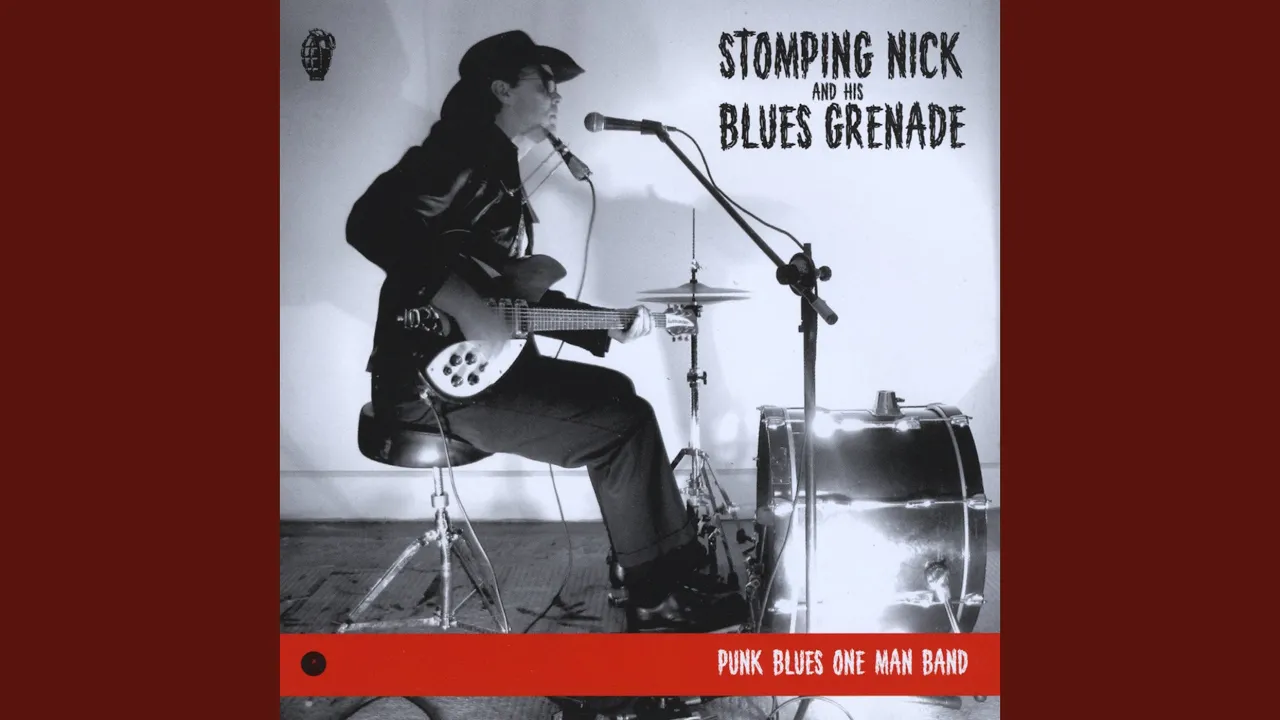 STOMPING NICK
AND HIS
BLUES GRENADE
PUNK BLUES ONE MAN BAND